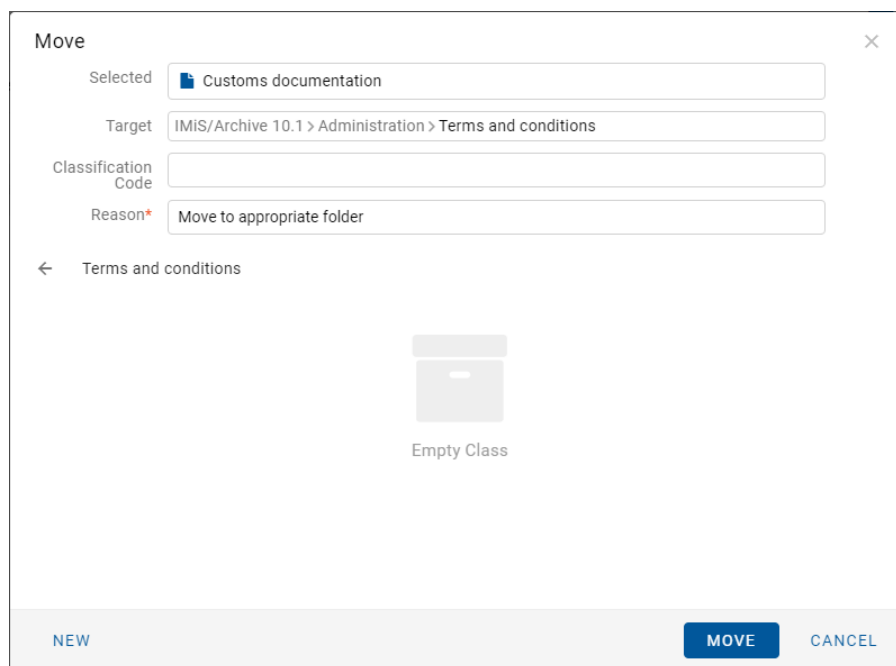 Move
Selected
Customs documentation
Target
IMiS/Archive 10.1 > Administration > Terms and conditions
Classification
Code
Reason*
Move to appropriate folder
Terms and conditions
Empty Class
NEW
MOVE
CANCEL